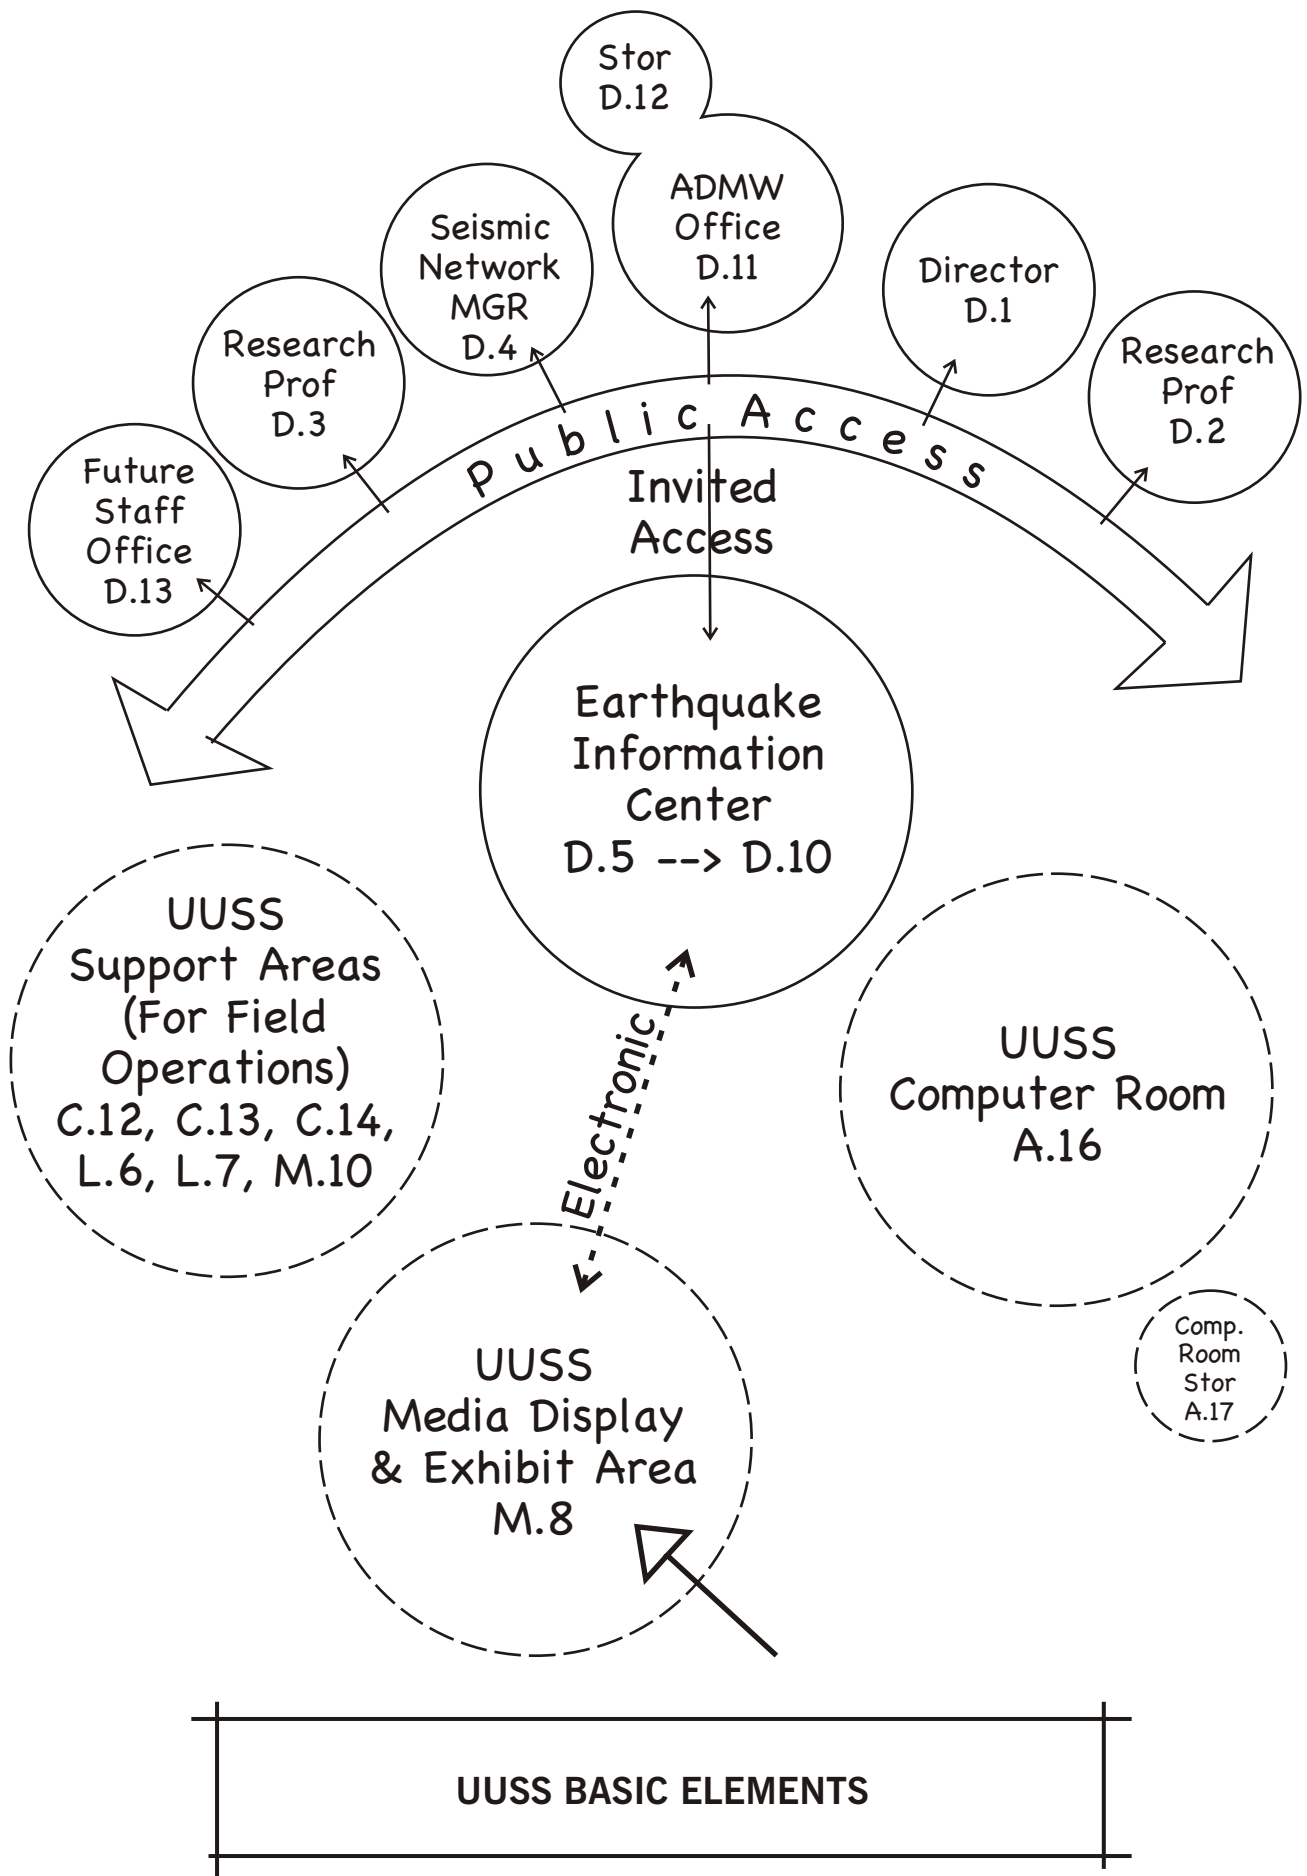 Stor
D.12
ADMW
Office
D.11
Seismic
Network
MGR
D.4
Director
D.1
Research
Prof
D.3
Research
Prof
D.2
Future
Staff
Office
D.13
Public Access
Invited
Access
Earthquake
Information
Center
D.5 --> D.10
UUSS
Support Areas
(For Field
Operations)
C.12, C.13, C.14,
L.6, L.7, M.10
Electronic
UUSS
Computer Room
A.16
Comp.
Room
Stor
A.17
UUSS
Media Display
& Exhibit Area
M.8
UUSS BASIC ELEMENTS